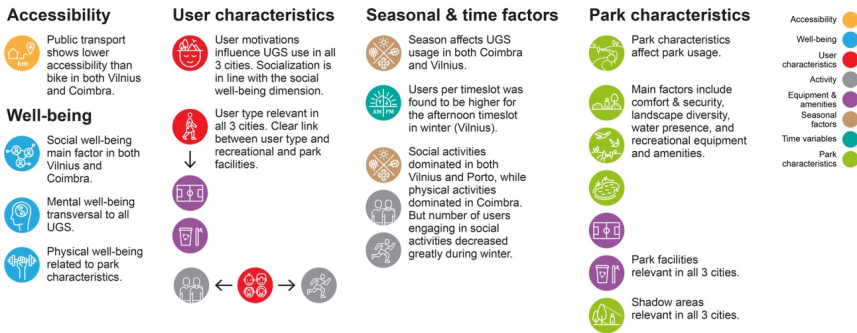 Accessibility
km
Public transport
shows lower
accessibility than
bike in both Vilnius
and Coimbra.
Well-being
Social well-being
main factor in both
Vilnius and
Coimbra.
Mental well-being
transversal to all
UGS.
Physical well-being
related to park
characteristics.
User characteristics
User motivations
influence UGS use in all
3 cities. Socialization is
in line with the social
well-being dimension.
User type relevant in
all 3 cities. Clear link
between user type and
recreational and park
facilities.
Seasonal & time factors
Season affects UGS
usage in both Coimbra
and Vilnius.
AM PM
Users per timeslot was
found to be higher for
the afternoon timeslot
in winter (Vilnius).
Social activities
dominated in both
Vilnius and Porto, while
physical activities
dominated in Coimbra.
But number of users
engaging in social
activities decreased
greatly during winter.
Park characteristics
Park characteristics
affect park usage.
Main factors include
comfort & security,
landscape diversity,
water presence, and
recreational equipment
and amenities.
Park facilities
relevant in all 3 cities.
Shadow areas
relevant in all 3 cities.
Accessibility
Well-being
User
characteristics
Activity
Equipment &
amenities
Seasonal
factors
Time variables
Park
characteristics